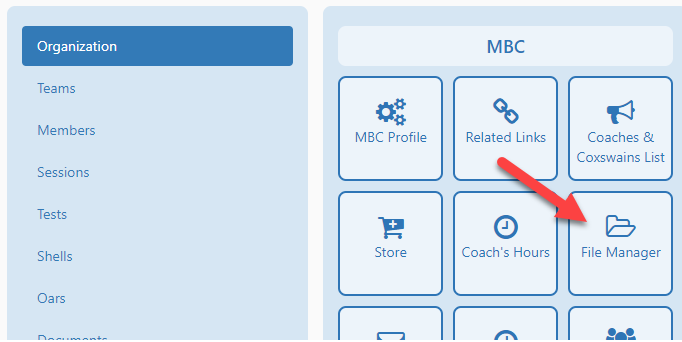 Organization
Teams
Members
Sessions
Tests
Shells
Oars
Documents
MBC
MBC Profile
Related Links
Coaches &
Coxswains List
Store
Coach's Hours
File Manager